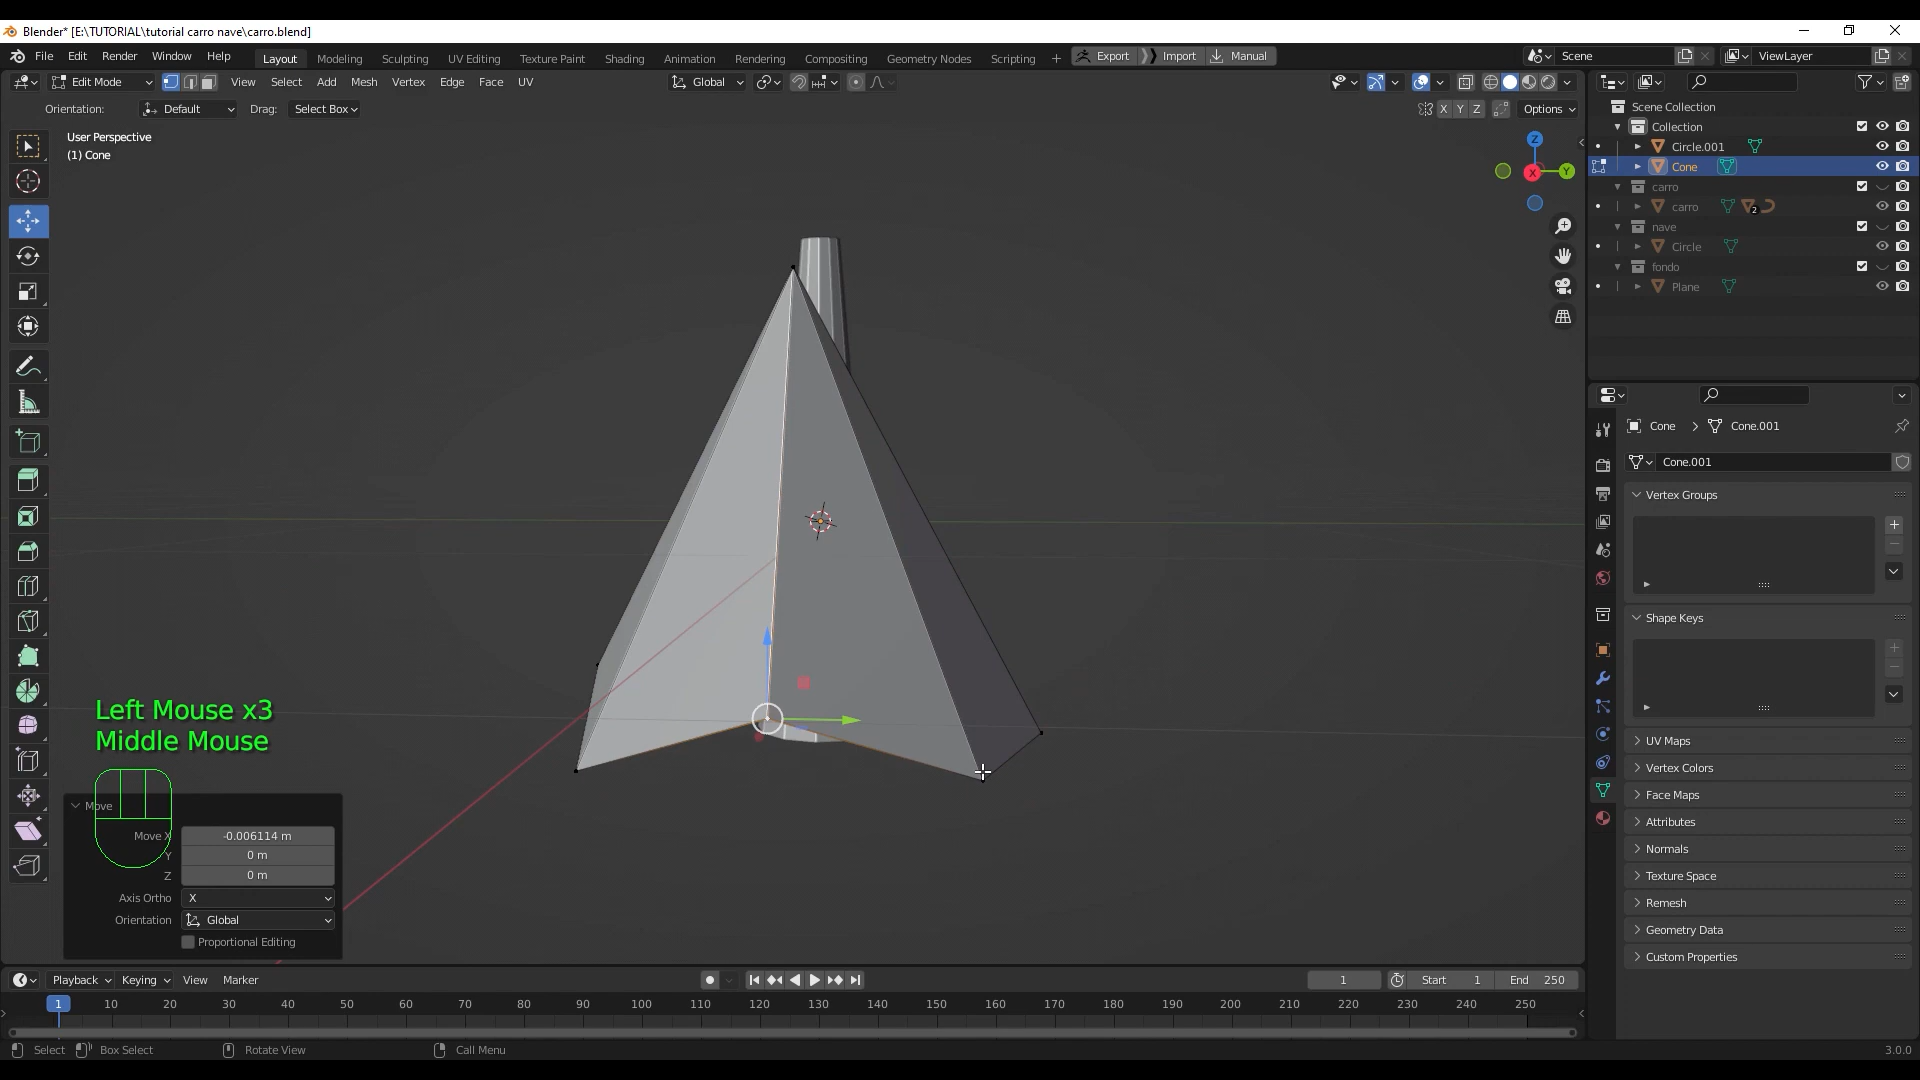 Blender* [E:\TUTORIAL\tutorial carro nave\carro.blend]
File Edit Render Window Help Layout Modeling Sculpting UV Editing Texture Paint Shading Animation Rendering Compositing Geometry Nodes Scripting + Export Import Manual Scene ViewLayer
Edit Mode View Select Add Mesh Vertex Edge Face UV Global
Orientation: Default Drag: Select Box X Y Z Options
User Perspective
(1) Cone
Z
Y
X
Scene Collection
Collection
Circle.001
Cone
carro
carro 2
nave
Circle
fondo
Plane
Cone > Cone.001
Cone.001
Vertex Groups
Shape Keys
UV Maps
Vertex Colors
Face Maps
Attributes
Normals
Texture Space
Remesh
Geometry Data
Custom Properties
Left Mouse x3
Middle Mouse
Move
Move X -0.006114 m
Y 0 m
Z 0 m
Axis Ortho X
Orientation Global
Proportional Editing
Playback Keying View Marker 1 Start 1 End 250
1 10 20 30 40 50 60 70 80 90 100 110 120 130 140 150 160 170 180 190 200 210 220 230 240 250
Select Box Select Rotate View Call Menu 3.0.0